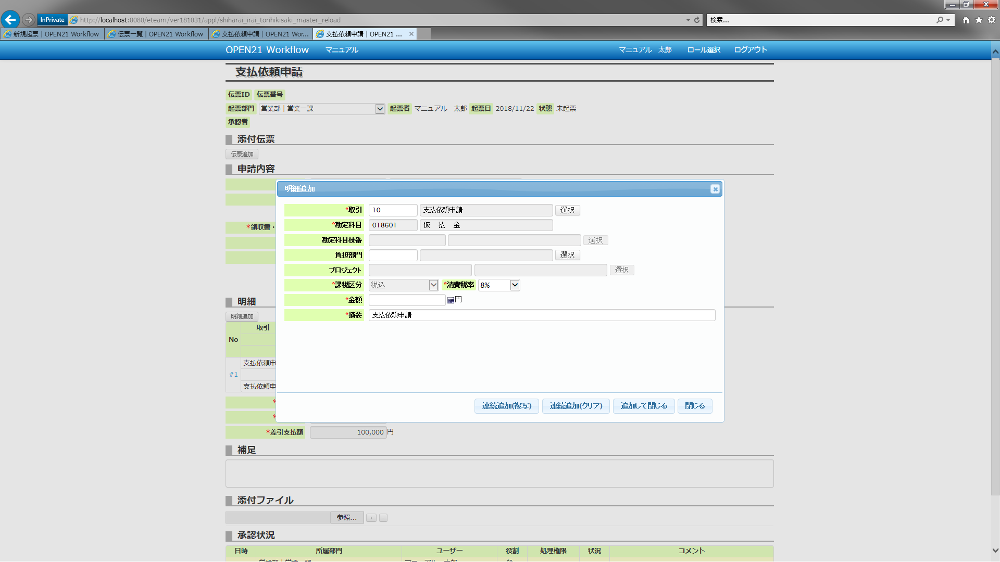 InPrivate http://localhost:8080/eteam/ver181031/appl/shiharai_irai_torihikisaki_master_reload 検索...
新規起票｜OPEN21 Workflow 伝票一覧｜OPEN21 Workflow 支払依頼申請｜OPEN21 Wor... 支払依頼申請｜OPEN21 ...
OPEN21 Workflow マニュアル マニュアル 太郎 ロール選択 ログアウト
支払依頼申請
伝票ID 伝票番号
起票部門 営業部｜営業一課 起票者 マニュアル 太郎 起票日 2018/11/22 状態 未起票
承認者
添付伝票
伝票追加
申請内容
明細追加
*取引 10 支払依頼申請 選択
*勘定科目 018601 仮 払 金
*領収書・
勘定科目枝番 選択
負担部門 選択
プロジェクト 選択
*課税区分 税込 *消費税率 8%
*金額 円
明細
*摘要 支払依頼申請
明細追加
取引
No
支払依頼申
#1
支払依頼申
*
連続追加(複写) 連続追加(クリア) 追加して閉じる 閉じる
*
*差引支払額 100,000 円
補足
添付ファイル
参照... + -
承認状況
日時 所属部門 ユーザー 役割 処理権限 状況 コメント